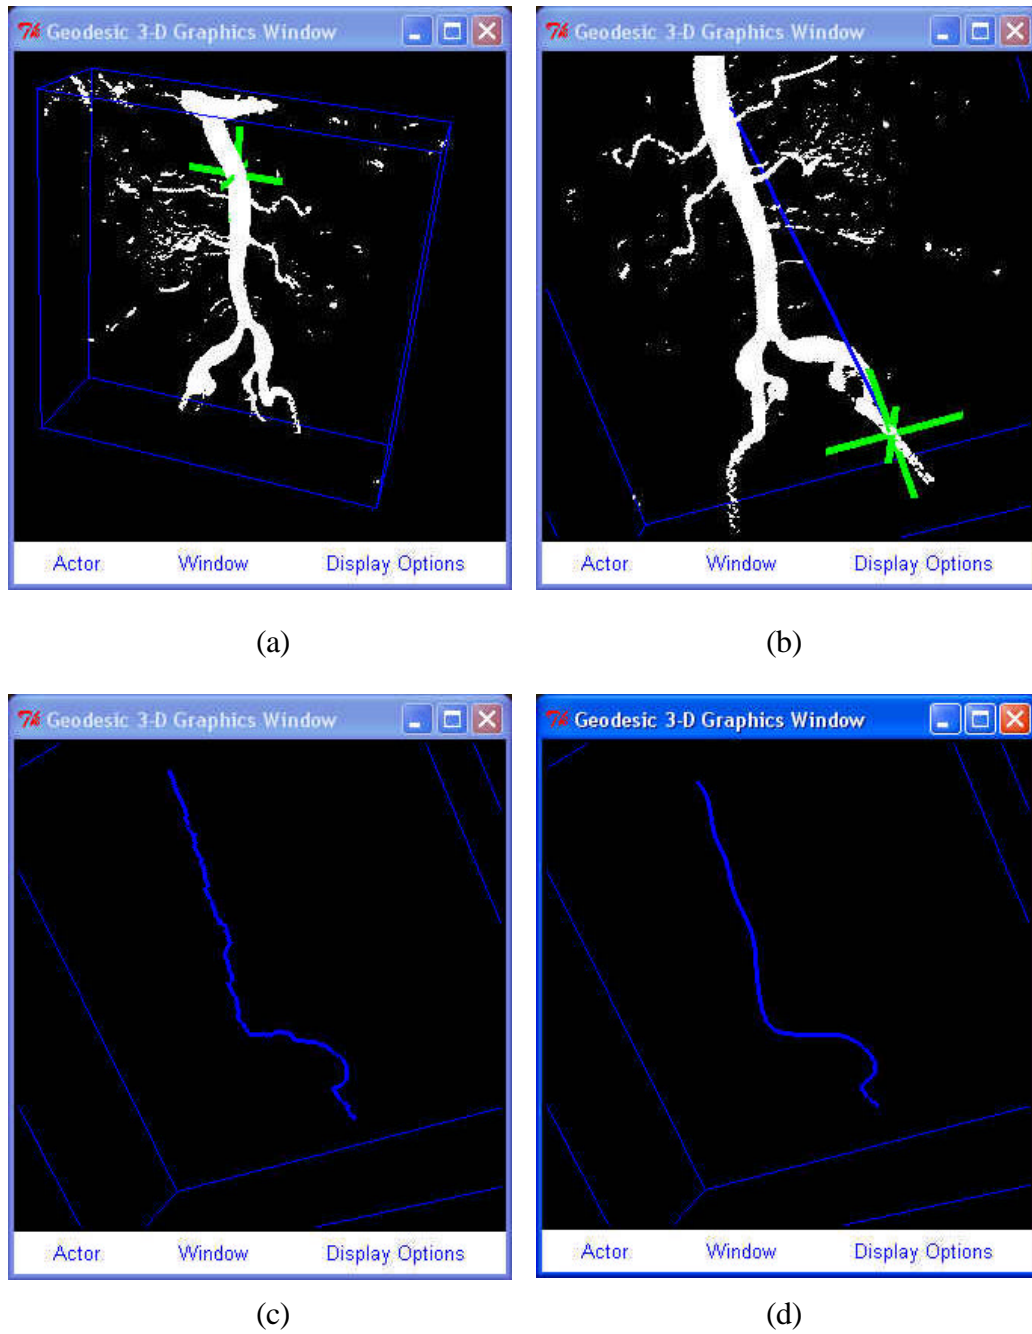 Geodesic 3-D Graphics Window
Geodesic 3-D Graphics Window
Actor Window Display Options
Actor Window Display Options
(a)
(b)
Geodesic 3-D Graphics Window
Geodesic 3-D Graphics Window
Actor Window Display Options
Actor Window Display Options
(c)
(d)